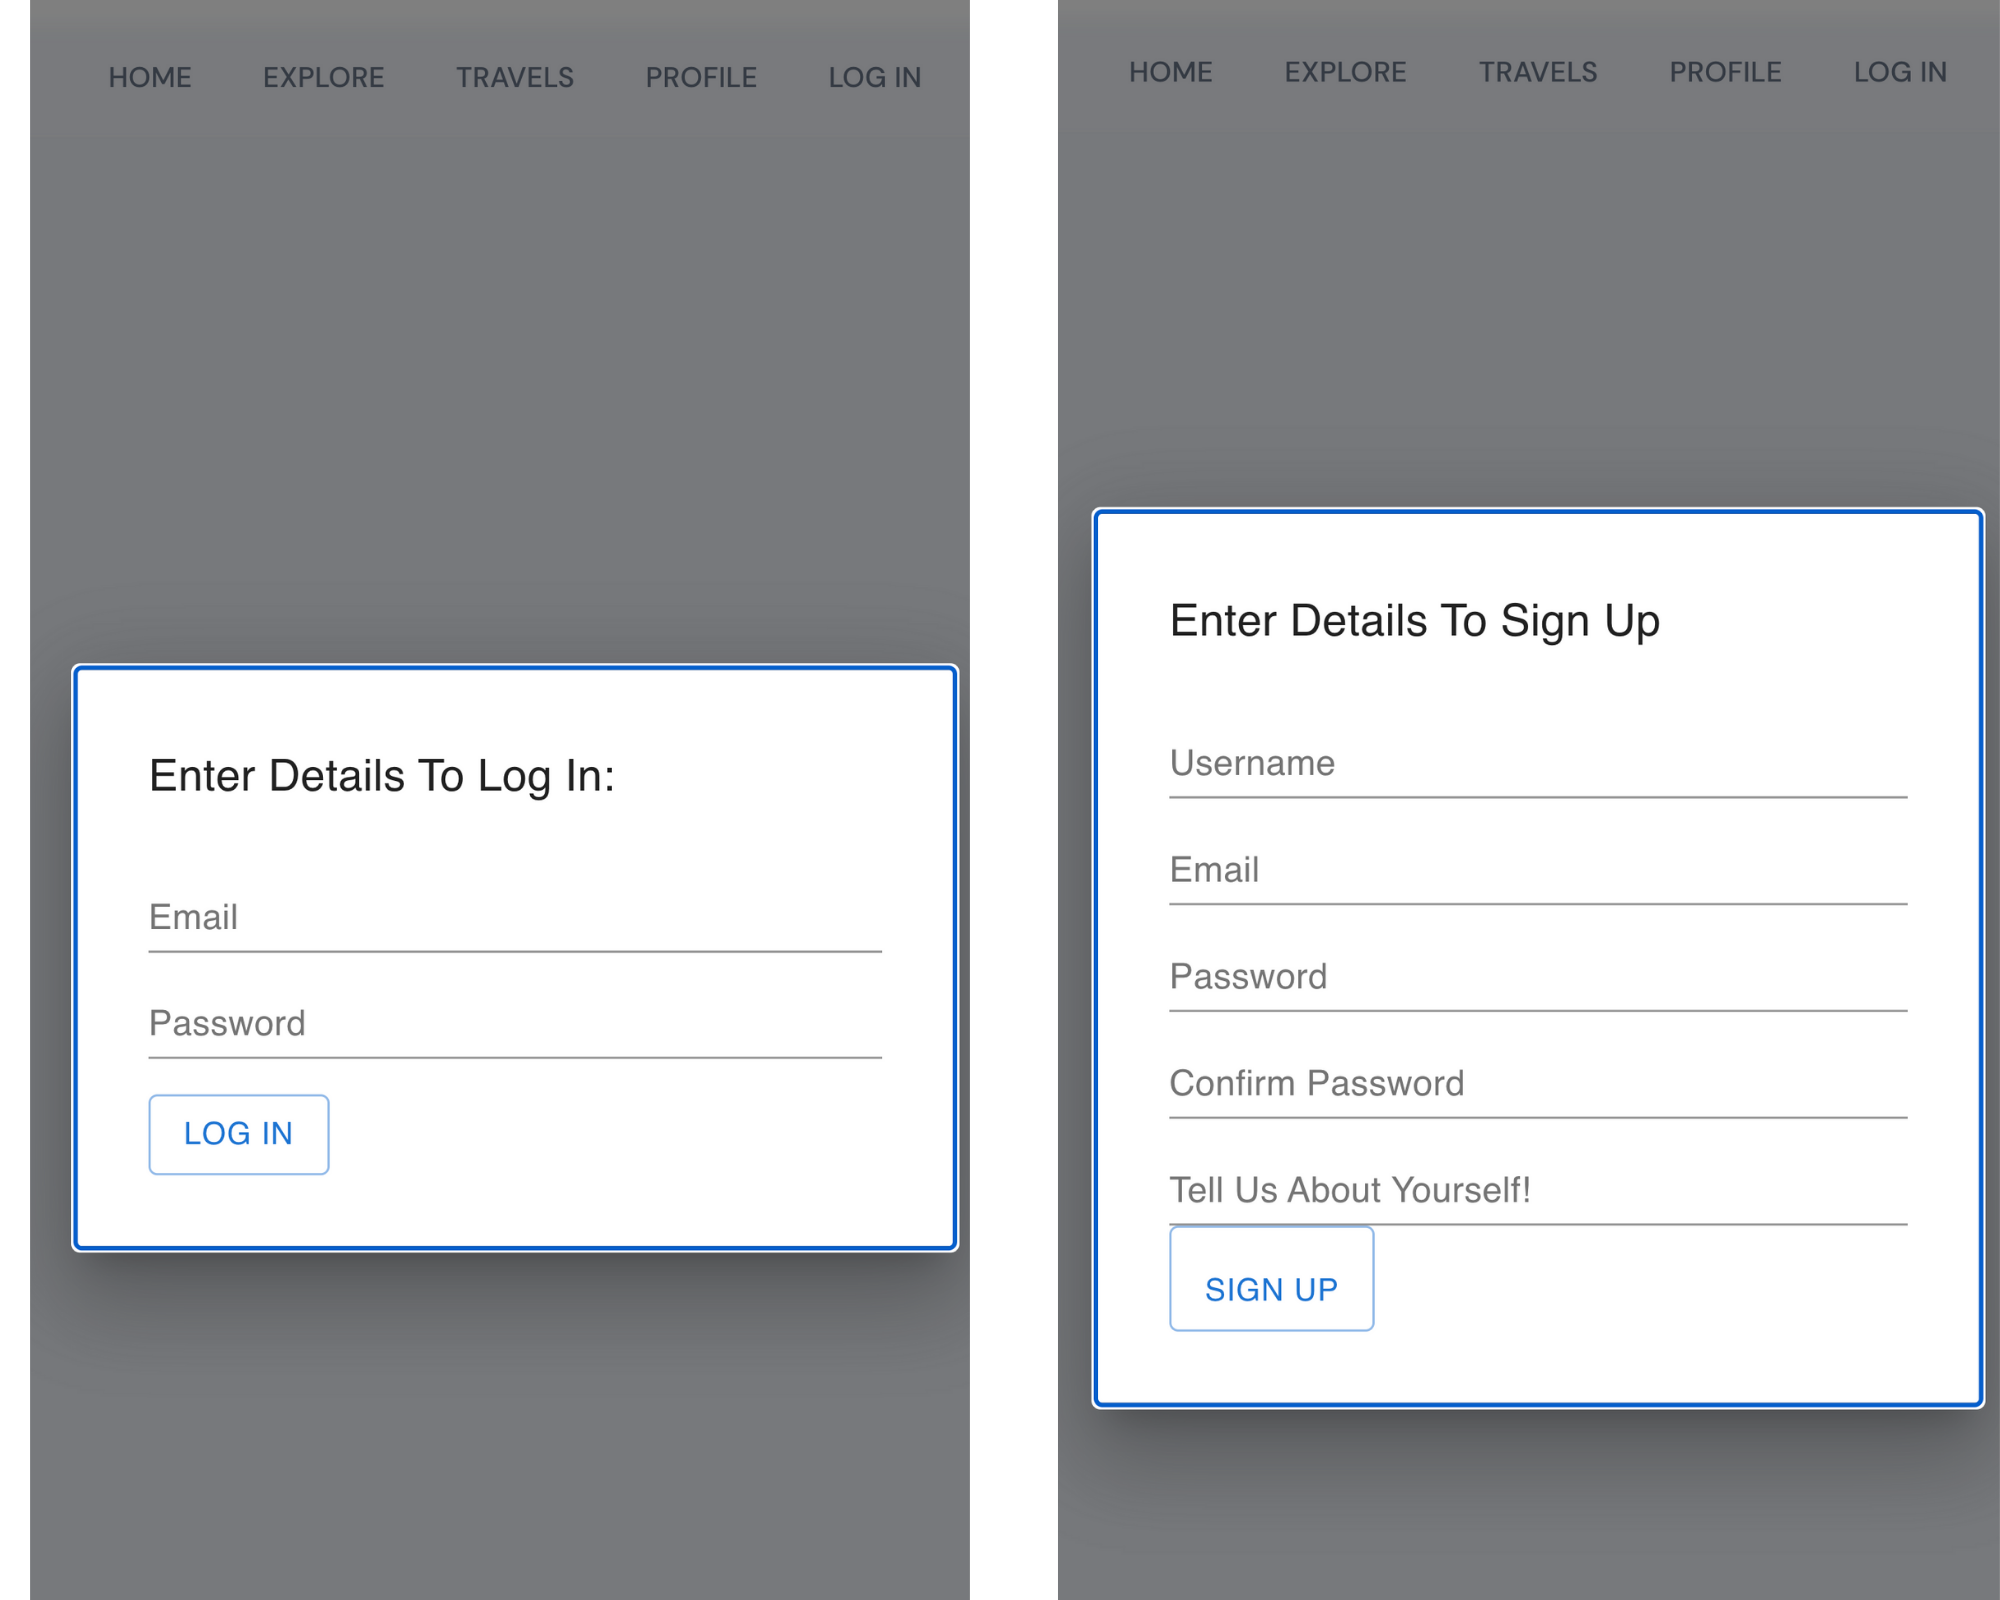 HOME EXPLORE TRAVELS PROFILE LOG IN
Enter Details To Log In:
Email
Password
LOG IN
HOME EXPLORE TRAVELS PROFILE LOG IN
Enter Details To Sign Up
Username
Email
Password
Confirm Password
Tell Us About Yourself!
SIGN UP